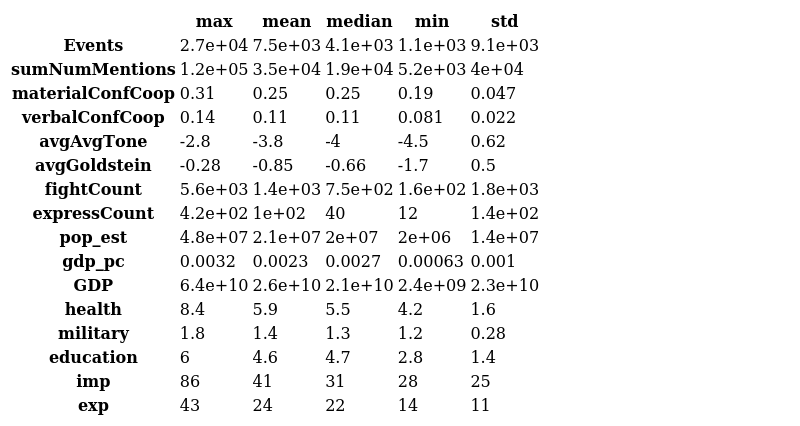 max mean median min std
Events 2.7e+04 7.5e+03 4.1e+03 1.1e+03 9.1e+03
sumNumMentions 1.2e+05 3.5e+04 1.9e+04 5.2e+03 4e+04
materialConfCoop 0.31 0.25 0.25 0.19 0.047
verbalConfCoop 0.14 0.11 0.11 0.081 0.022
avgAvgTone -2.8 -3.8 -4 -4.5 0.62
avgGoldstein -0.28 -0.85 -0.66 -1.7 0.5
fightCount 5.6e+03 1.4e+03 7.5e+02 1.6e+02 1.8e+03
expressCount 4.2e+02 1e+02 40 12 1.4e+02
pop_est 4.8e+07 2.1e+07 2e+07 2e+06 1.4e+07
gdp_pc 0.0032 0.0023 0.0027 0.00063 0.001
GDP 6.4e+10 2.6e+10 2.1e+10 2.4e+09 2.3e+10
health 8.4 5.9 5.5 4.2 1.6
military 1.8 1.4 1.3 1.2 0.28
education 6 4.6 4.7 2.8 1.4
imp 86 41 31 28 25
exp 43 24 22 14 11